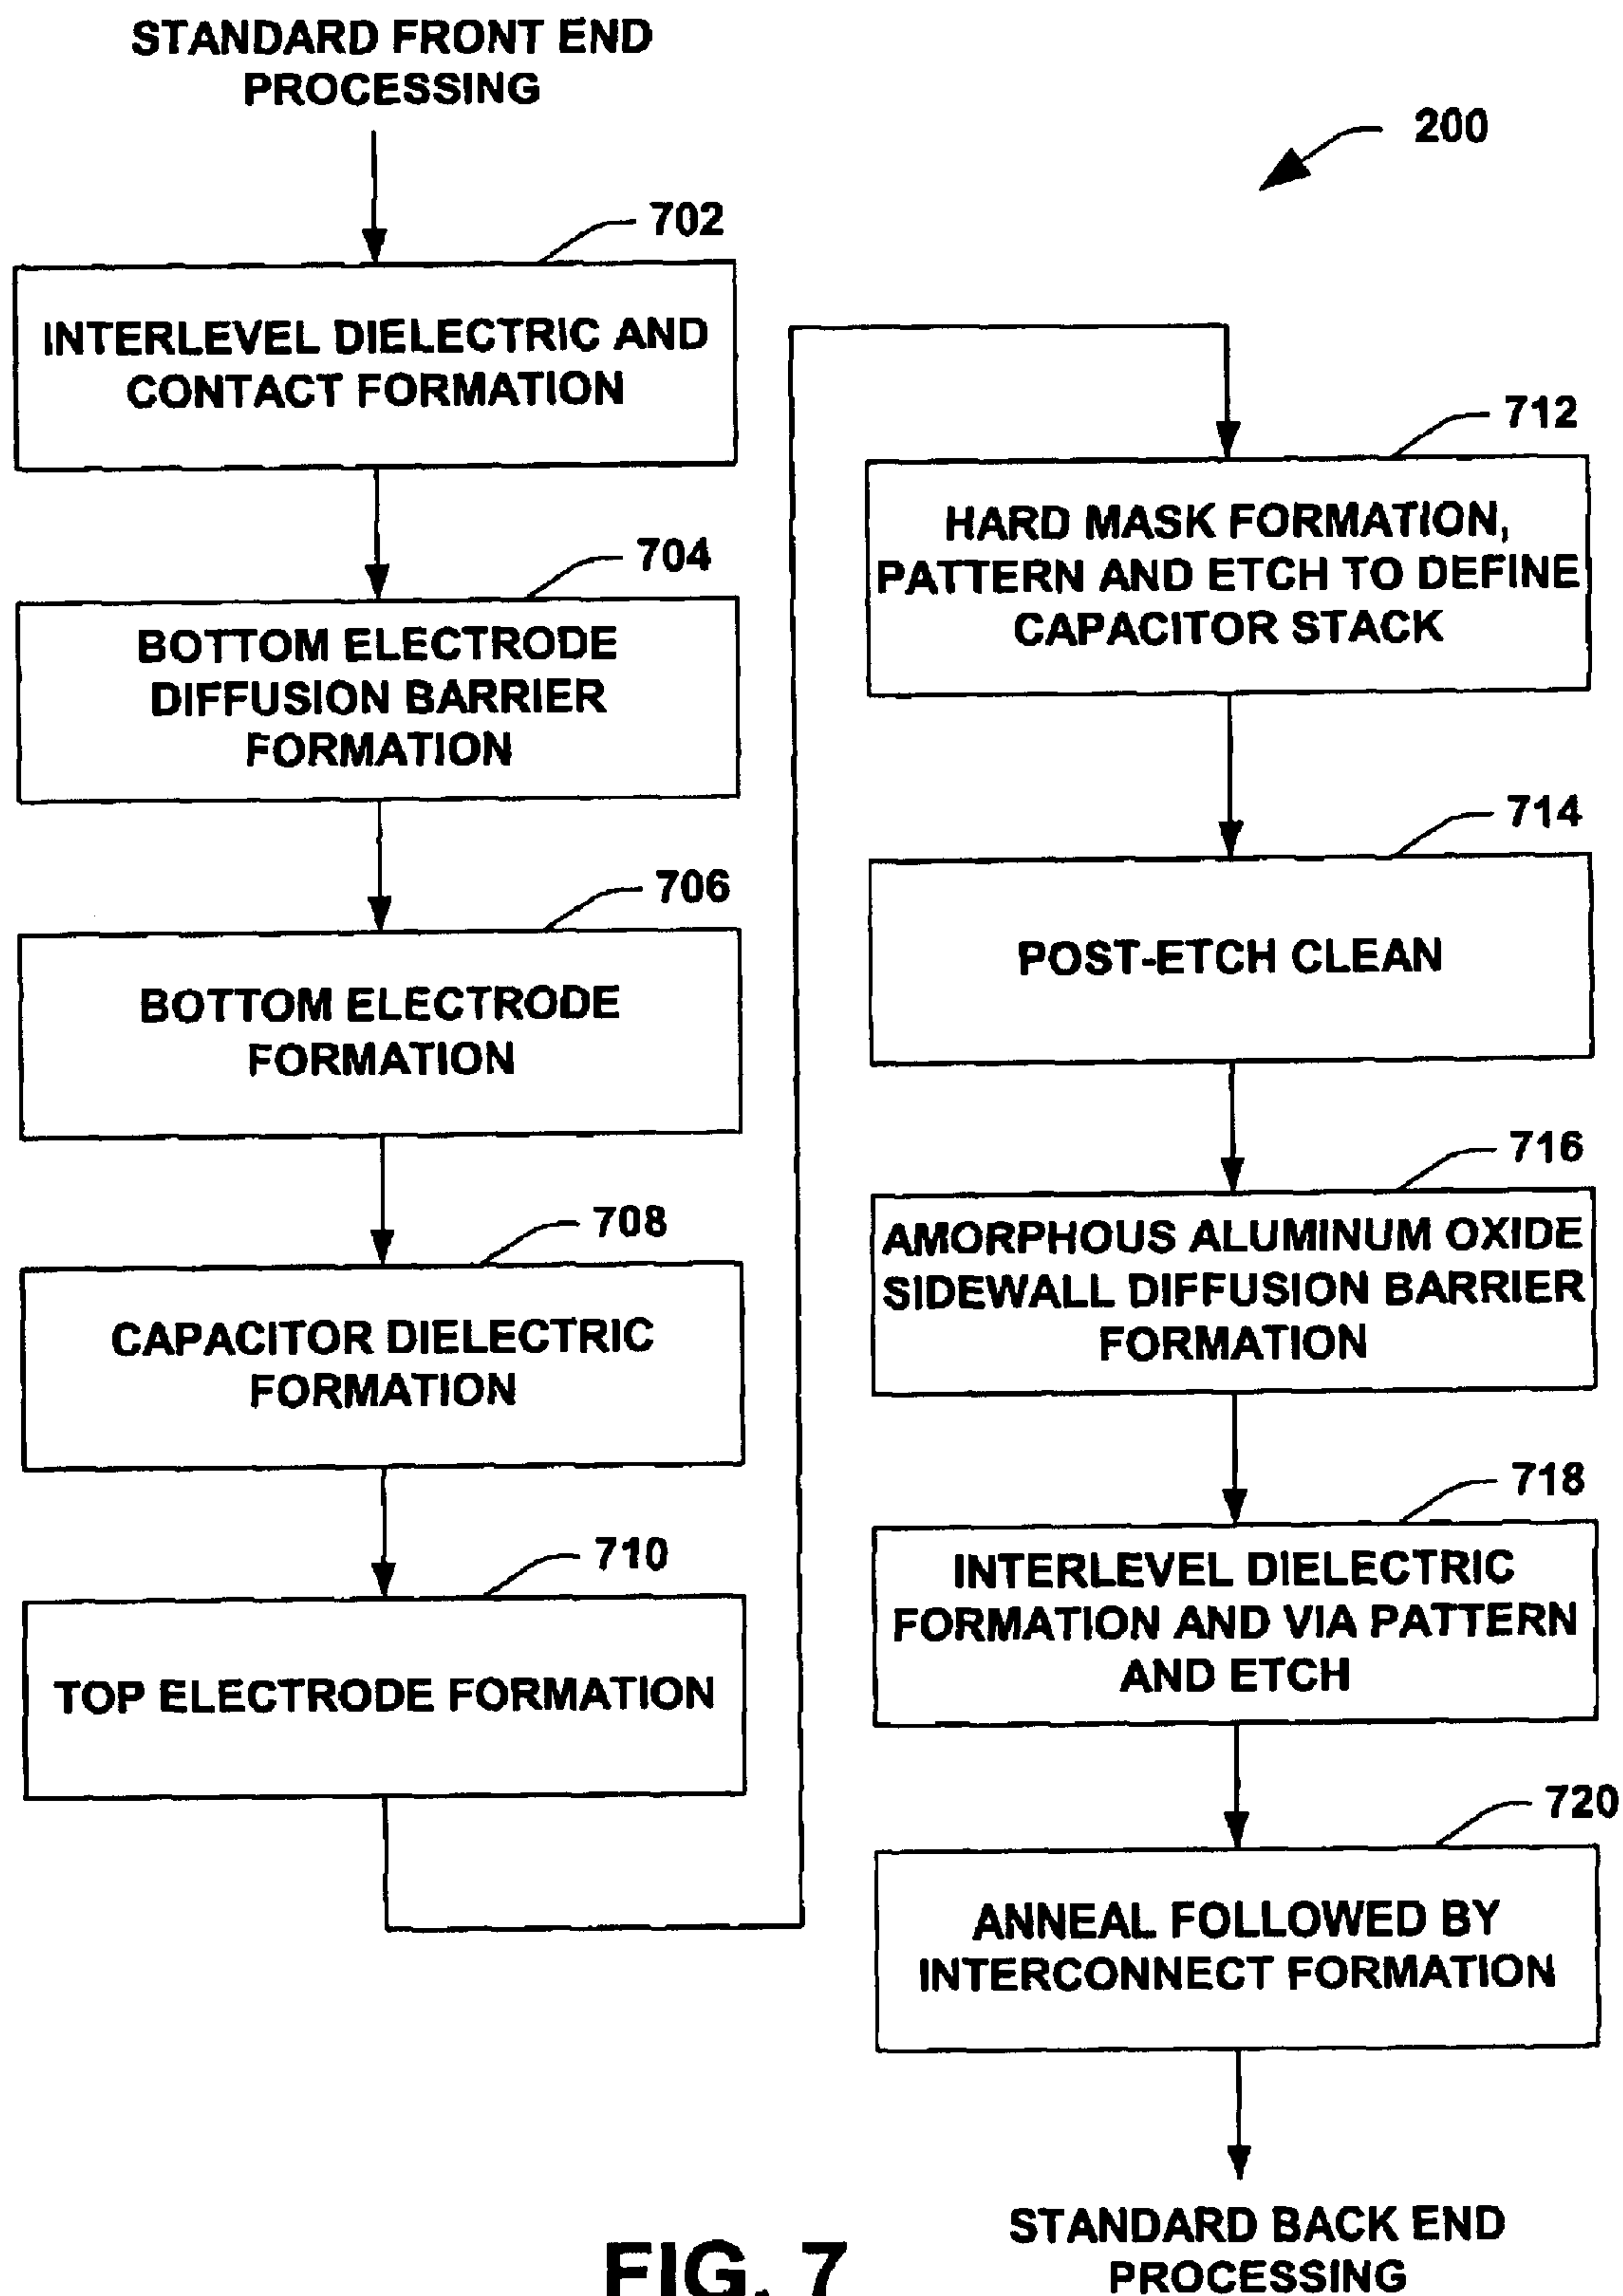 STANDARD FRONT END
PROCESSING
200
702
INTERLEVEL DIELECTRIC AND
CONTACT FORMATION
704
BOTTOM ELECTRODE
DIFFUSION BARRIER
FORMATION
706
BOTTOM ELECTRODE
FORMATION
708
CAPACITOR DIELECTRIC
FORMATION
710
TOP ELECTRODE FORMATION
712
HARD MASK FORMATION,
PATTERN AND ETCH TO DEFINE
CAPACITOR STACK
714
POST-ETCH CLEAN
716
AMORPHOUS ALUMINUM OXIDE
SIDEWALL DIFFUSION BARRIER
FORMATION
718
INTERLEVEL DIELECTRIC
FORMATION AND VIA PATTERN
AND ETCH
720
ANNEAL FOLLOWED BY
INTERCONNECT FORMATION
STANDARD BACK END
PROCESSING
FIG. 7